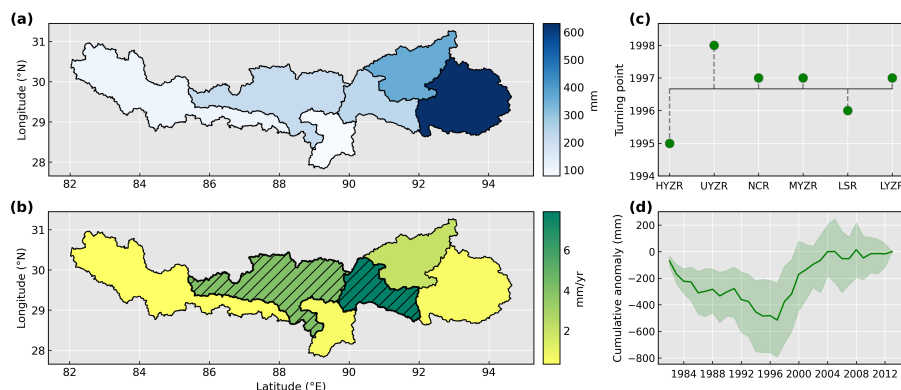 (a)
31
30
29
28
Longitude (°N)
82 84 86 88 90 92 94
600
500
400
300
200
100
mm
(b)
31
30
29
28
Longitude (°N)
82 84 86 88 90 92 94
Latitude (°E)
6
4
2
mm/yr
(c)
1998
1997
1996
1995
1994
Turning point
HYZR UYZR NCR MYZR LSR LYZR
(d)
200
0
−200
−400
−600
−800
Cumulative anomaly (mm)
1984 1988 1992 1996 2000 2004 2008 2012